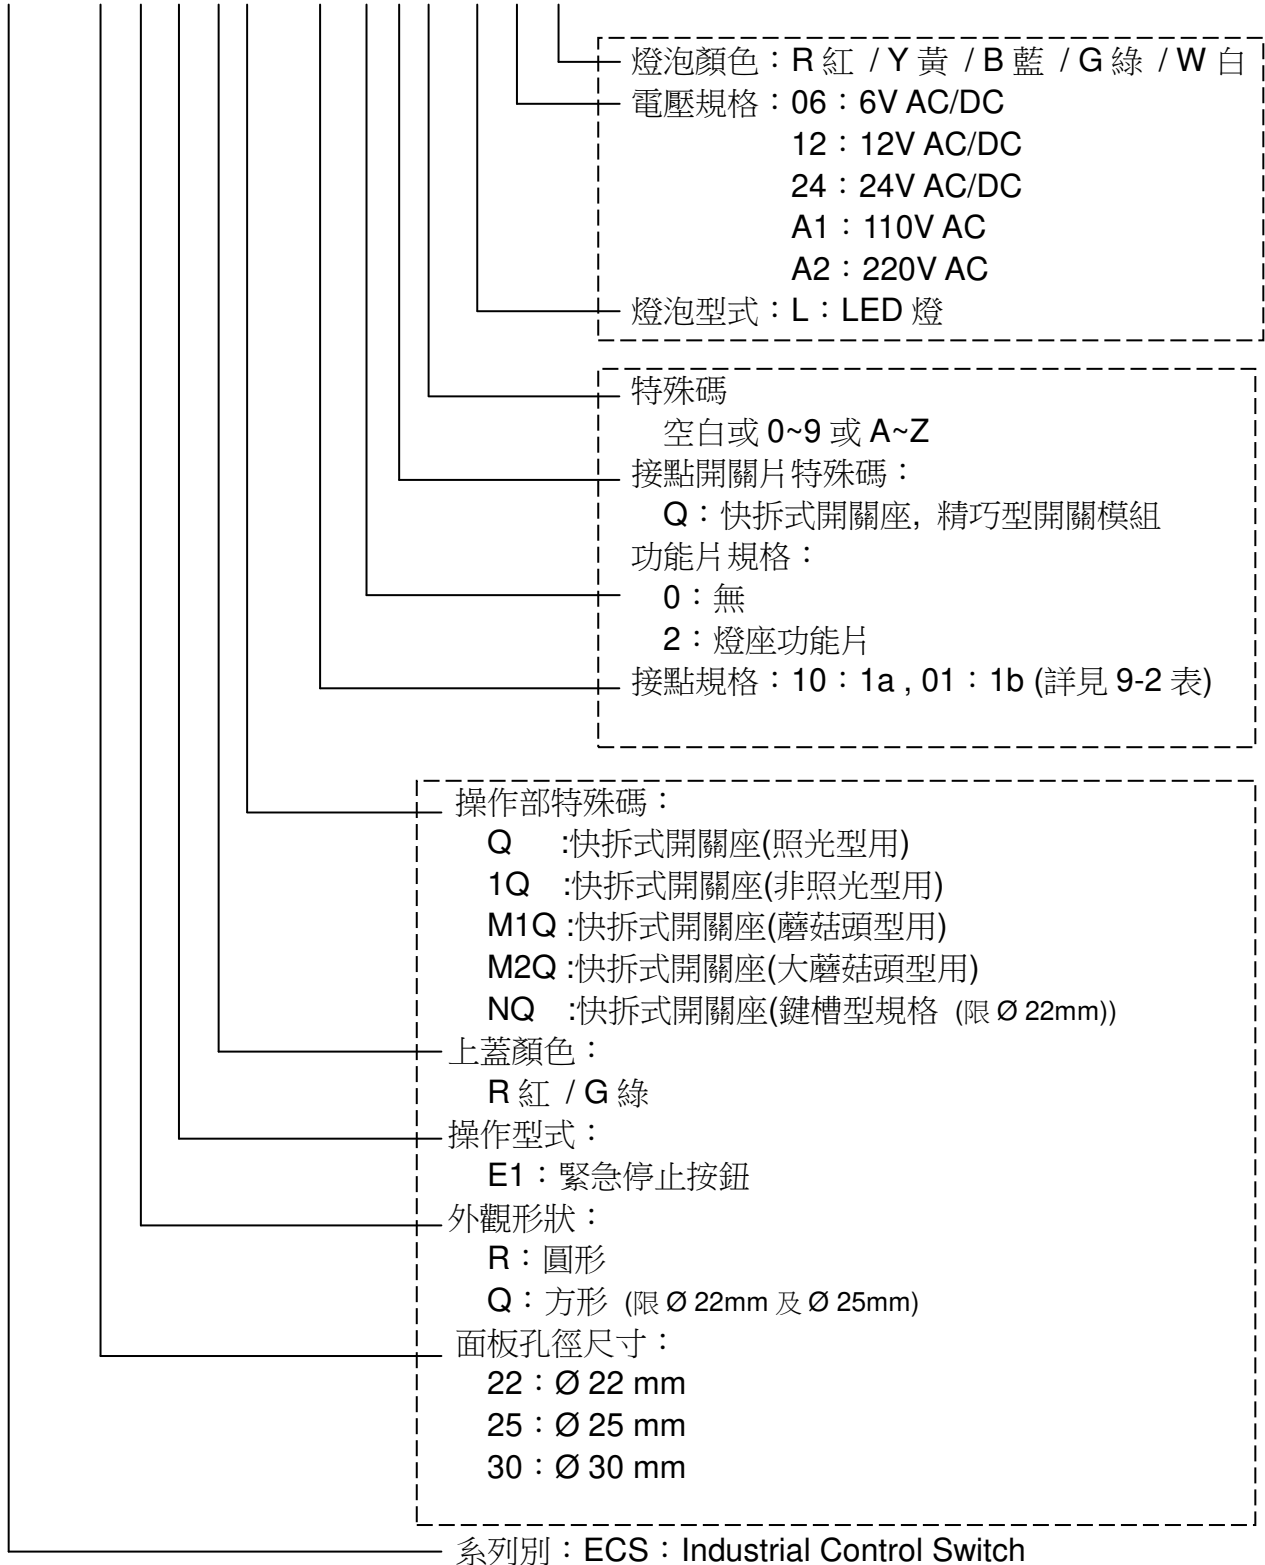 燈泡顏色：R 紅 / Y 黃 / B 藍 / G 綠 / W 白
電壓規格：06：6V AC/DC
12：12V AC/DC
24：24V AC/DC
A1：110V AC
A2：220V AC
燈泡型式：L：LED 燈
特殊碼
空白或 0~9 或 A~Z
接點開關片特殊碼：
Q：快拆式開關座, 精巧型開關模組
功能片規格：
0：無
2：燈座功能片
接點規格：10：1a , 01：1b (詳見 9-2 表)
操作部特殊碼：
Q :快拆式開關座(照光型用)
1Q :快拆式開關座(非照光型用)
M1Q :快拆式開關座(蘑菇頭型用)
M2Q :快拆式開關座(大蘑菇頭型用)
NQ :快拆式開關座(鍵槽型規格 (限 Ø 22mm))
上蓋顏色：
R 紅 / G 綠
操作型式：
E1：緊急停止按鈕
外觀形狀：
R：圓形
Q：方形 (限 Ø 22mm 及 Ø 25mm)
面板孔徑尺寸：
22：Ø 22 mm
25：Ø 25 mm
30：Ø 30 mm
系列別：ECS：Industrial Control Switch